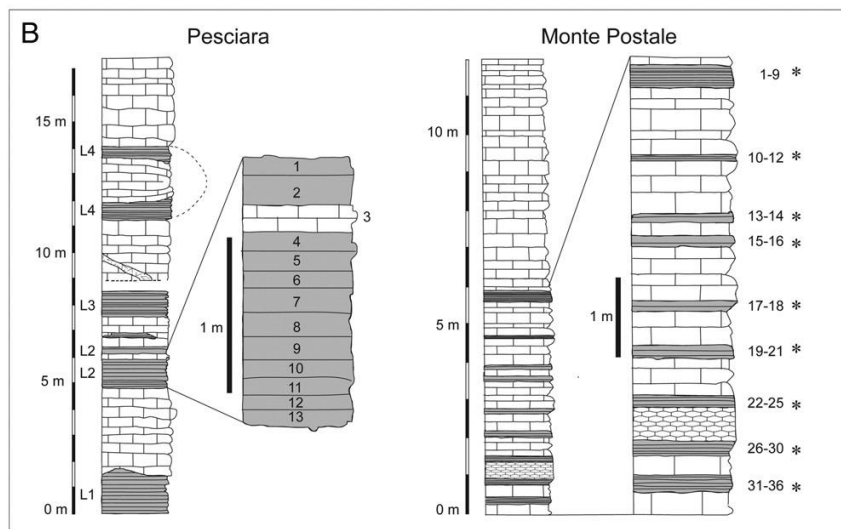 B
Pesciara
Monte Postale
15 m
10 m
5 m
0 m
L4
L4
L3
L2
L2
L1
1 m
1
2
3
4
5
6
7
8
9
10
11
12
13
10 m
5 m
0 m
1 m
1-9 *
10-12 *
13-14 *
15-16 *
17-18 *
19-21 *
22-25 *
26-30 *
31-36 *